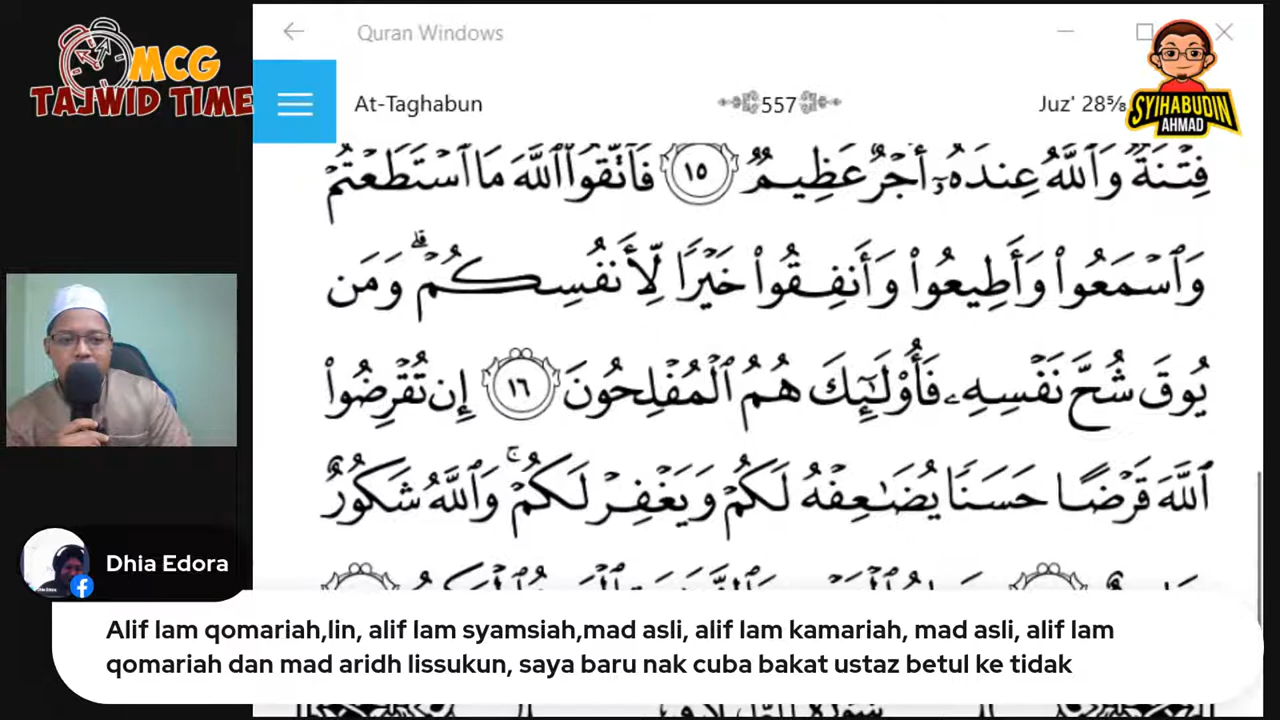 MCG
TAJWID TIME
Quran Windows
At-Taghabun
557
Juz' 28⅝
SYIHABUDIN
AHMAD
فِتْنَةٌ ۚ وَٱللَّهُ عِندَهُۥٓ أَجْرٌ عَظِيمٌ ١٥ فَٱتَّقُوا۟ ٱللَّهَ مَا ٱسْتَطَعْتُمْ
وَٱسْمَعُوا۟ وَأَطِيعُوا۟ وَأَنفِقُوا۟ خَيْرًا لِّأَنفُسِكُمْ ۗ وَمَن
يُوقَ شُحَّ نَفْسِهِۦ فَأُو۟لَـٰٓئِكَ هُمُ ٱلْمُفْلِحُونَ ١٦ إِن تُقْرِضُوا۟
ٱللَّهَ قَرْضًا حَسَنًا يُضَـٰعِفْهُ لَكُمْ وَيَغْفِرْ لَكُمْ ۚ وَٱللَّهُ شَكُورٌ
Dhia Edora
Alif lam qomariah,lin, alif lam syamsiah,mad asli, alif lam kamariah, mad asli, alif lam
qomariah dan mad aridh lissukun, saya baru nak cuba bakat ustaz betul ke tidak